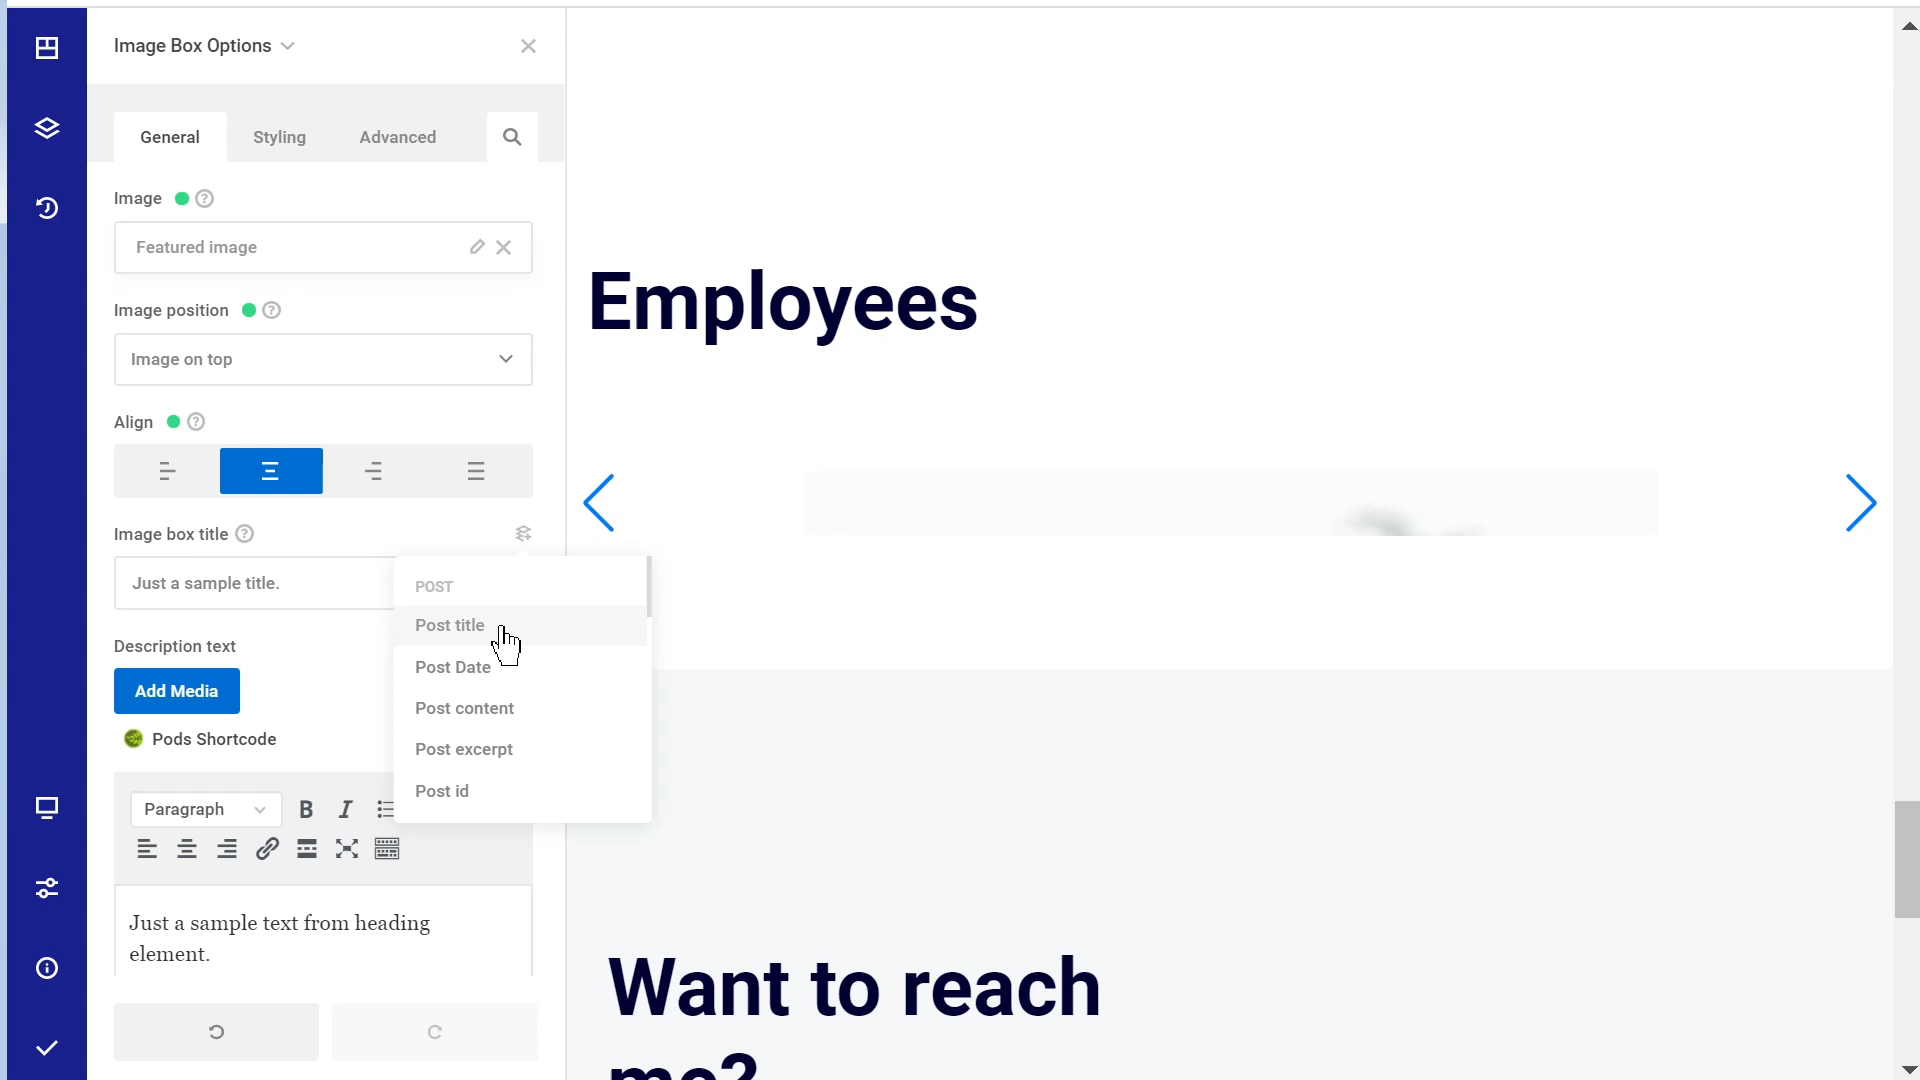 Image Box Options
General
Styling
Advanced
Image
Featured image
Image position
Image on top
Align
Image box title
Just a sample title.
POST
Post title
Post Date
Post content
Post excerpt
Post id
Description text
Add Media
Pods Shortcode
Paragraph
B I
Just a sample text from heading
element.
Employees
Want to reach
me?